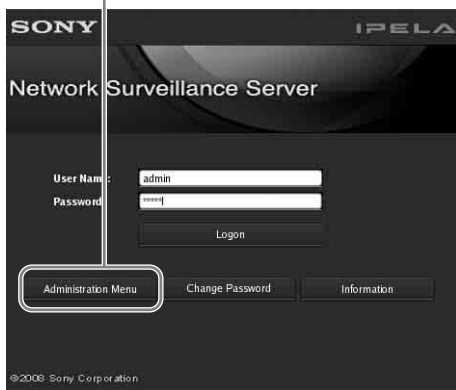 SONY
IPELA
Network Surveillance Server
User Name: admin
Password: *****
Logon
Administration Menu Change Password Information
©2008 Sony Corporation